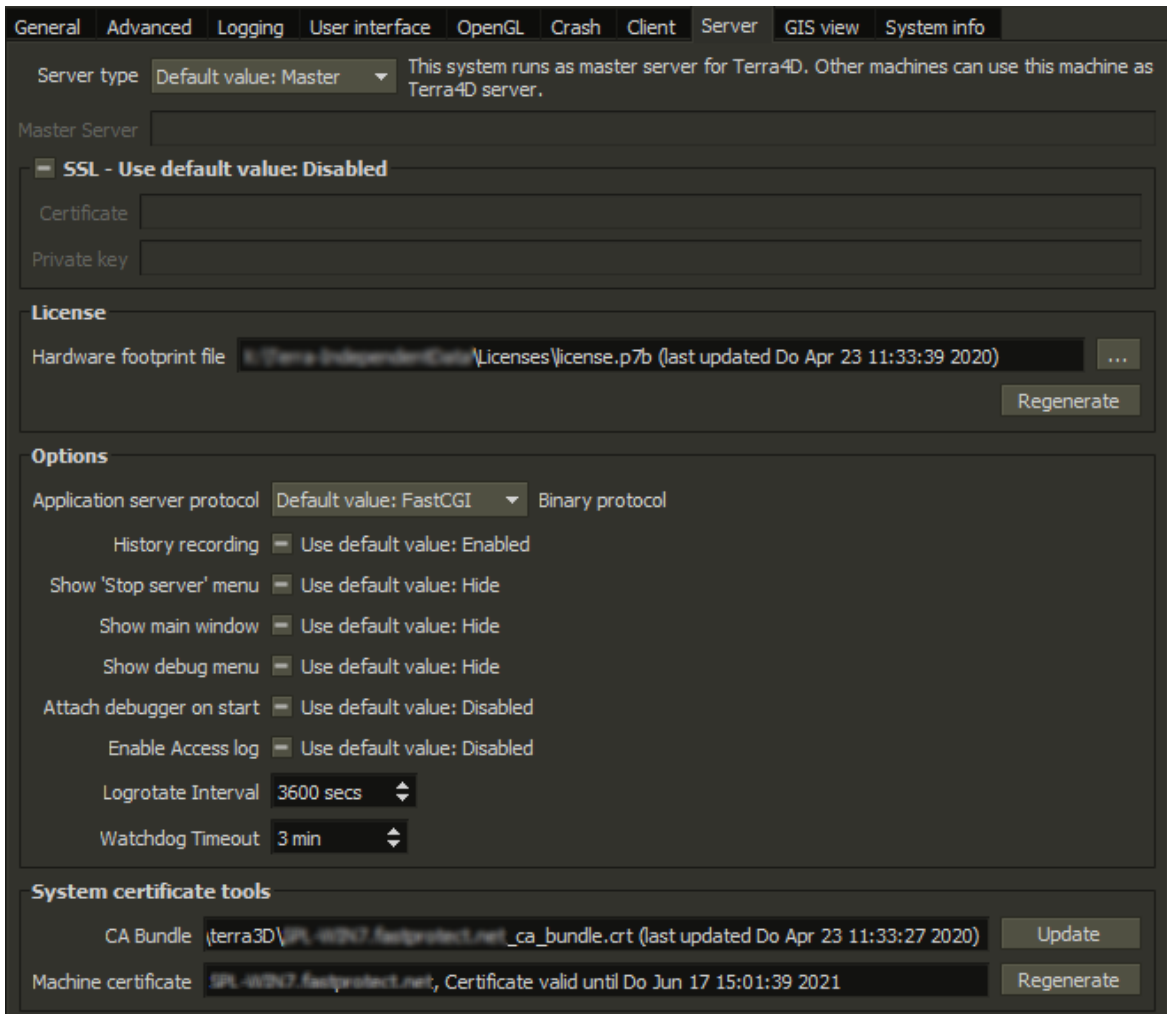 General Advanced Logging User interface OpenGL Crash Client Server GIS view System info
Server type Default value: Master This system runs as master server for Terra4D. Other machines can use this machine as
Terra4D server.
Master Server
SSL - Use default value: Disabled
Certificate
Private key
License
Hardware footprint file \Licenses\license.p7b (last updated Do Apr 23 11:33:39 2020) ...
Regenerate
Options
Application server protocol Default value: FastCGI Binary protocol
History recording Use default value: Enabled
Show 'Stop server' menu Use default value: Hide
Show main window Use default value: Hide
Show debug menu Use default value: Hide
Attach debugger on start Use default value: Disabled
Enable Access log Use default value: Disabled
Logrotate Interval 3600 secs
Watchdog Timeout 3 min
System certificate tools
CA Bundle \terra3D\ _ca_bundle.crt (last updated Do Apr 23 11:33:27 2020) Update
Machine certificate , Certificate valid until Do Jun 17 15:01:39 2021 Regenerate